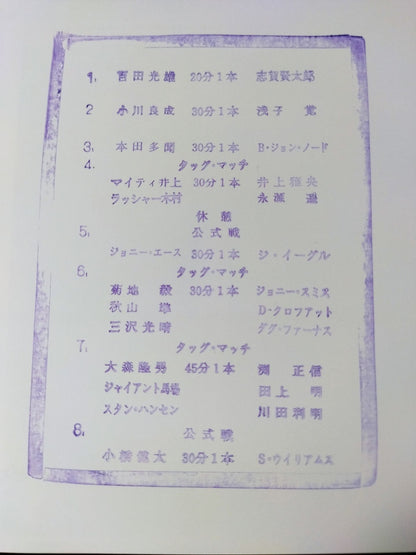 1. 百田光雄 20分1本 志賀賢太郎
2 小川良成 30分1本 浅子 覚
3. 本田多聞 30分1本 B・ジョン・ノード
4. タッグ・マッチ
マイティ井上 30分1本 井上雅央
ラッシャー木村 永源 遥
休憩
5. 公式戦
ジョニー・エース 30分1本 ジ・イーグル
6. タッグ・マッチ
菊地 毅 30分1本 ジョニー・スミス
秋山 準 D・クロファット
三沢光晴 ダグ・ファーナス
7. タッグ・マッチ
大森隆男 45分1本 渕 正信
ジャイアント馬場 田上 明
スタン・ハンセン 川田利明
8. 公式戦
小橋健太 30分1本 S・ウイリアムス